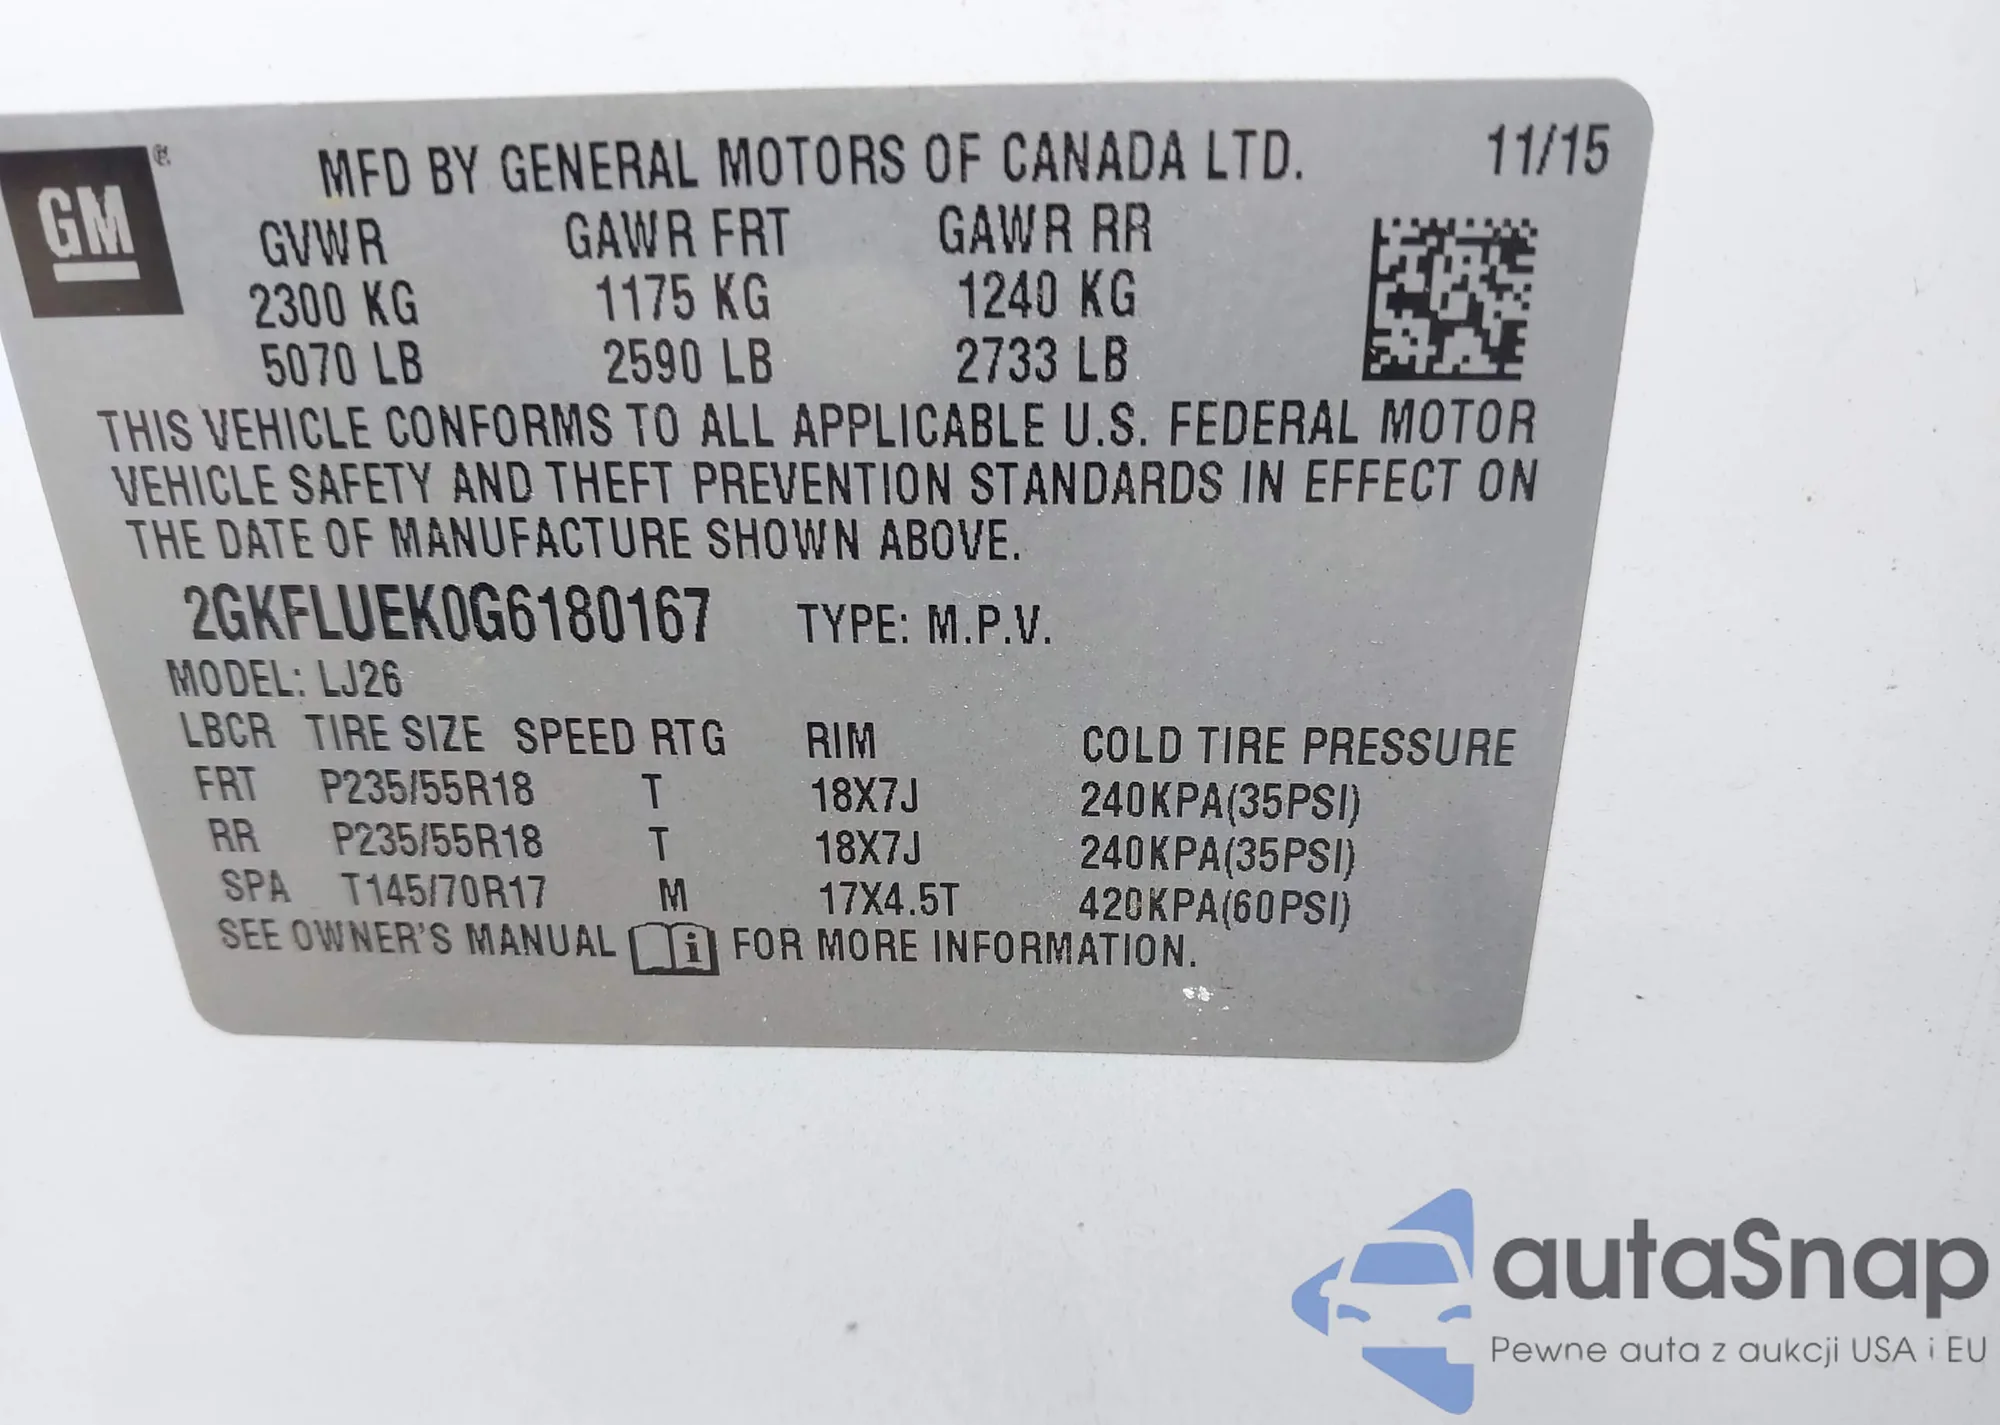 GM
MFD BY GENERAL MOTORS OF CANADA LTD. 11/15
GVWR GAWR FRT GAWR RR
2300 KG 1175 KG 1240 KG
5070 LB 2590 LB 2733 LB
THIS VEHICLE CONFORMS TO ALL APPLICABLE U.S. FEDERAL MOTOR
VEHICLE SAFETY AND THEFT PREVENTION STANDARDS IN EFFECT ON
THE DATE OF MANUFACTURE SHOWN ABOVE.
2GKFLUEK0G6180167 TYPE: M.P.V.
MODEL: LJ26
LBCR TIRE SIZE SPEED RTG RIM COLD TIRE PRESSURE
FRT P235/55R18 T 18X7J 240KPA(35PSI)
RR P235/55R18 T 18X7J 240KPA(35PSI)
SPA T145/70R17 M 17X4.5T 420KPA(60PSI)
SEE OWNER'S MANUAL i FOR MORE INFORMATION.
autaSnap
Pewne auta z aukcji USA i EU